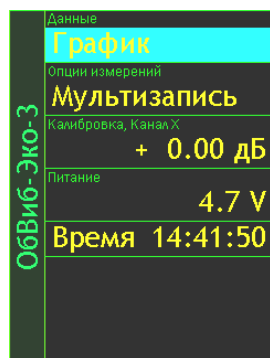 ОбВиб-Эко-3
Данные
График
Опции измерений
Мультизапись
Калибровка, Канал X
+ 0.00 дБ
Питание
4.7 V
Время 14:41:50